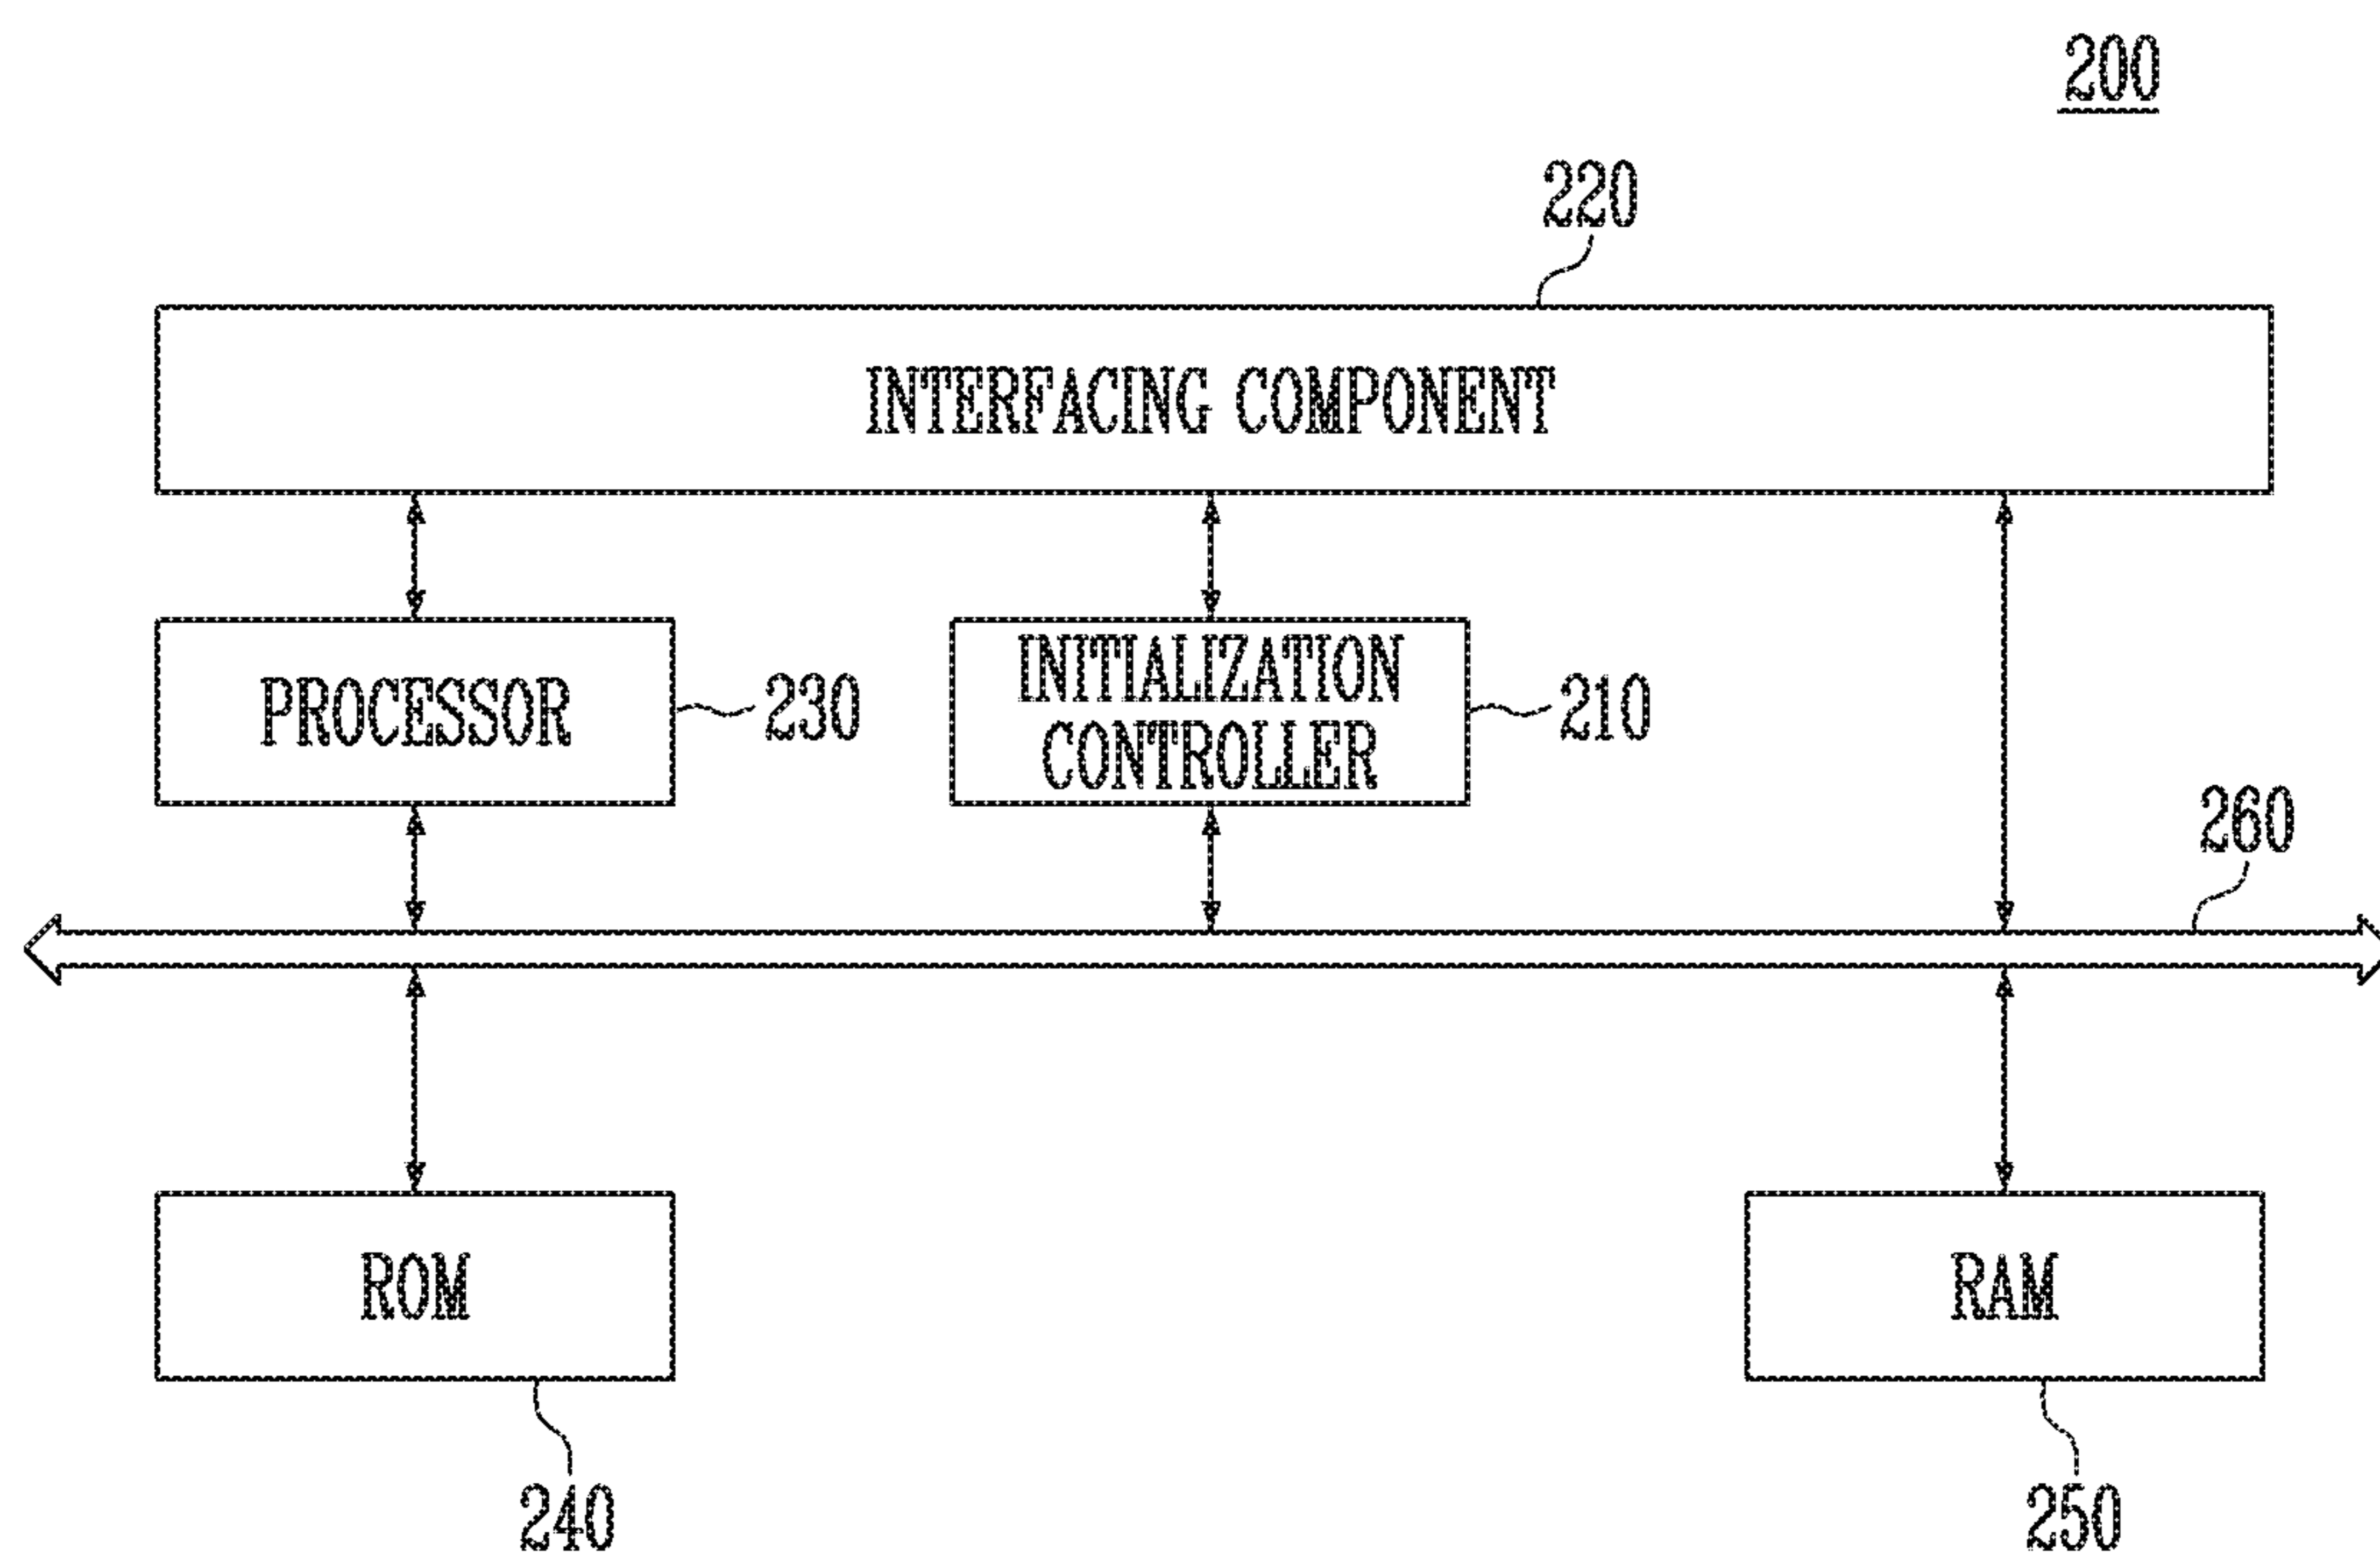 200
220
INTERFACING COMPONENT
PROCESSOR
230
INITIALIZATION
CONTROLLER
210
260
ROM
RAM
240
250